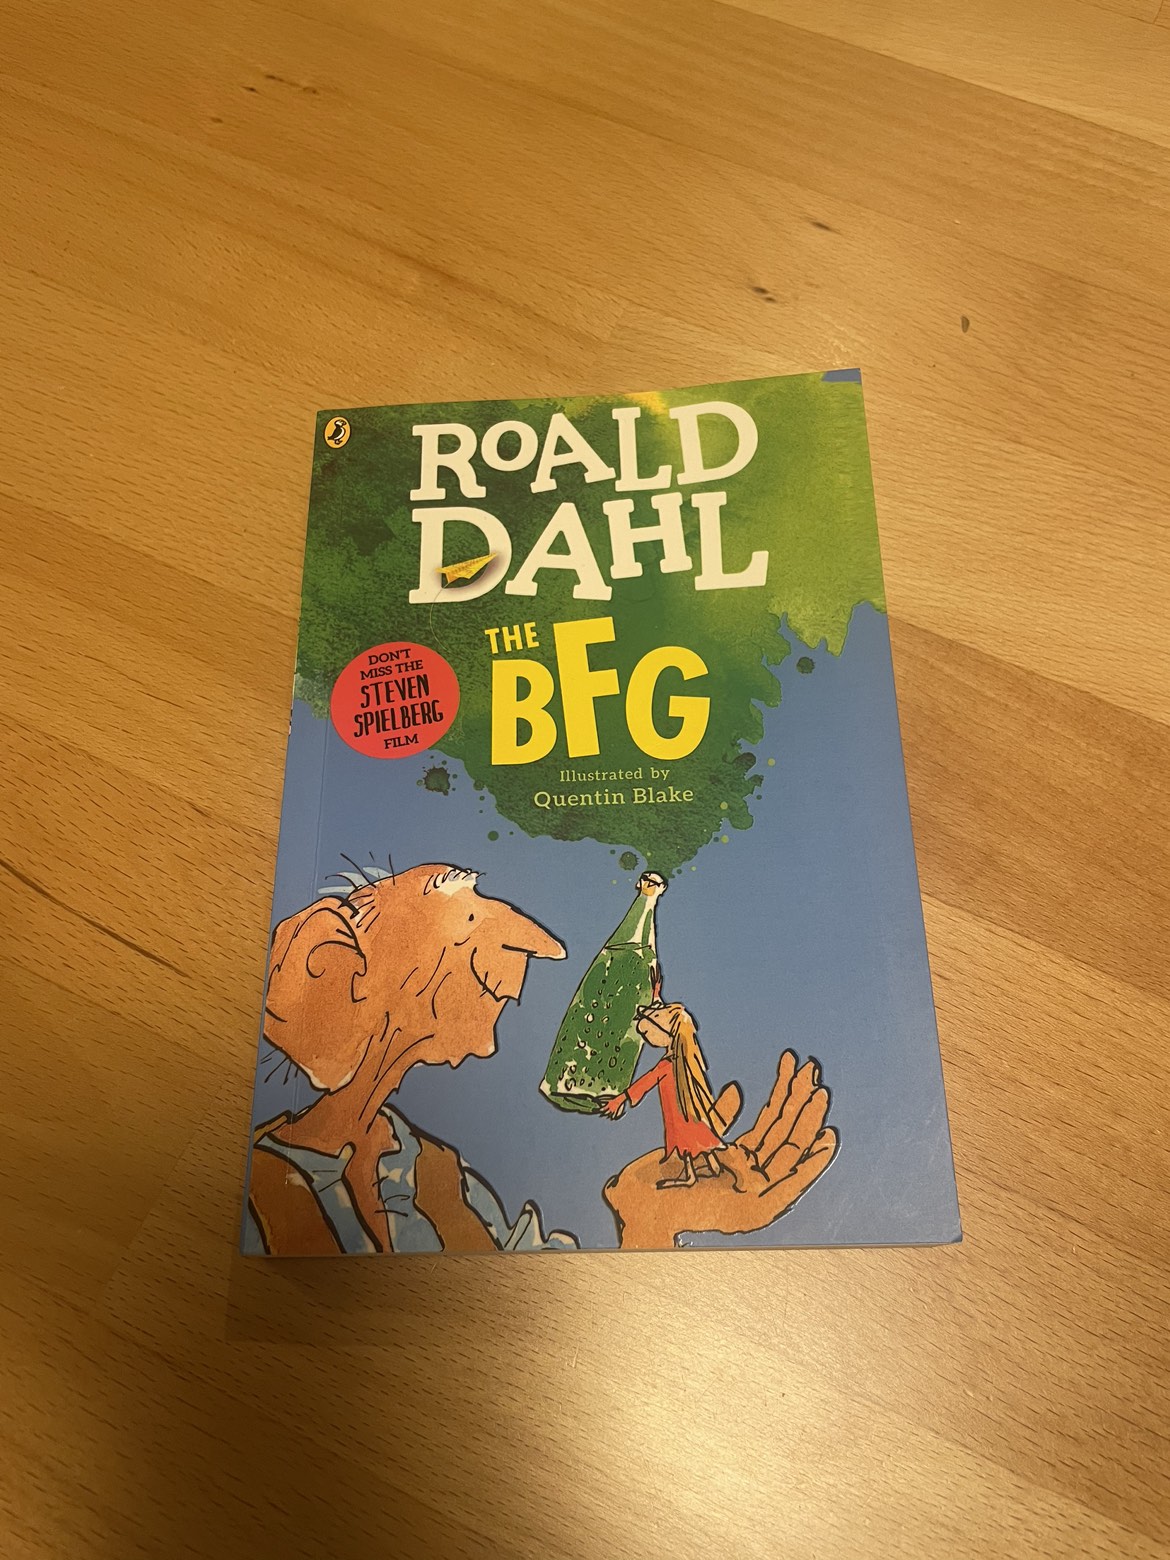 ROALD
DAHL
THE
BFG
DON'T
MISS THE
STEVEN
SPIELBERG
FILM
Illustrated by
Quentin Blake